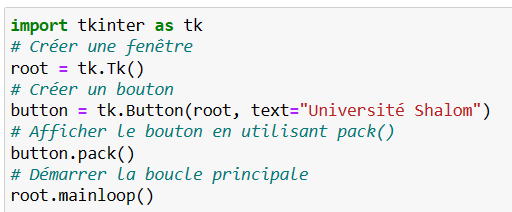 import tkinter as tk
# Créer une fenêtre
root = tk.Tk()
# Créer un bouton
button = tk.Button(root, text="Université Shalom")
# Afficher le bouton en utilisant pack()
button.pack()
# Démarrer la boucle principale
root.mainloop()